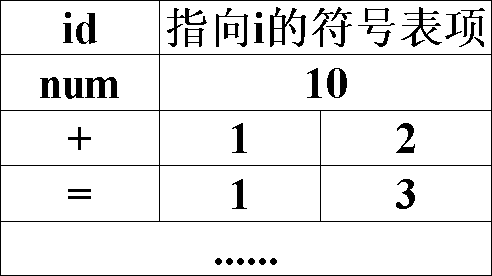 id 指向i的符号表项
num 10
+ 1 2
= 1 3
......